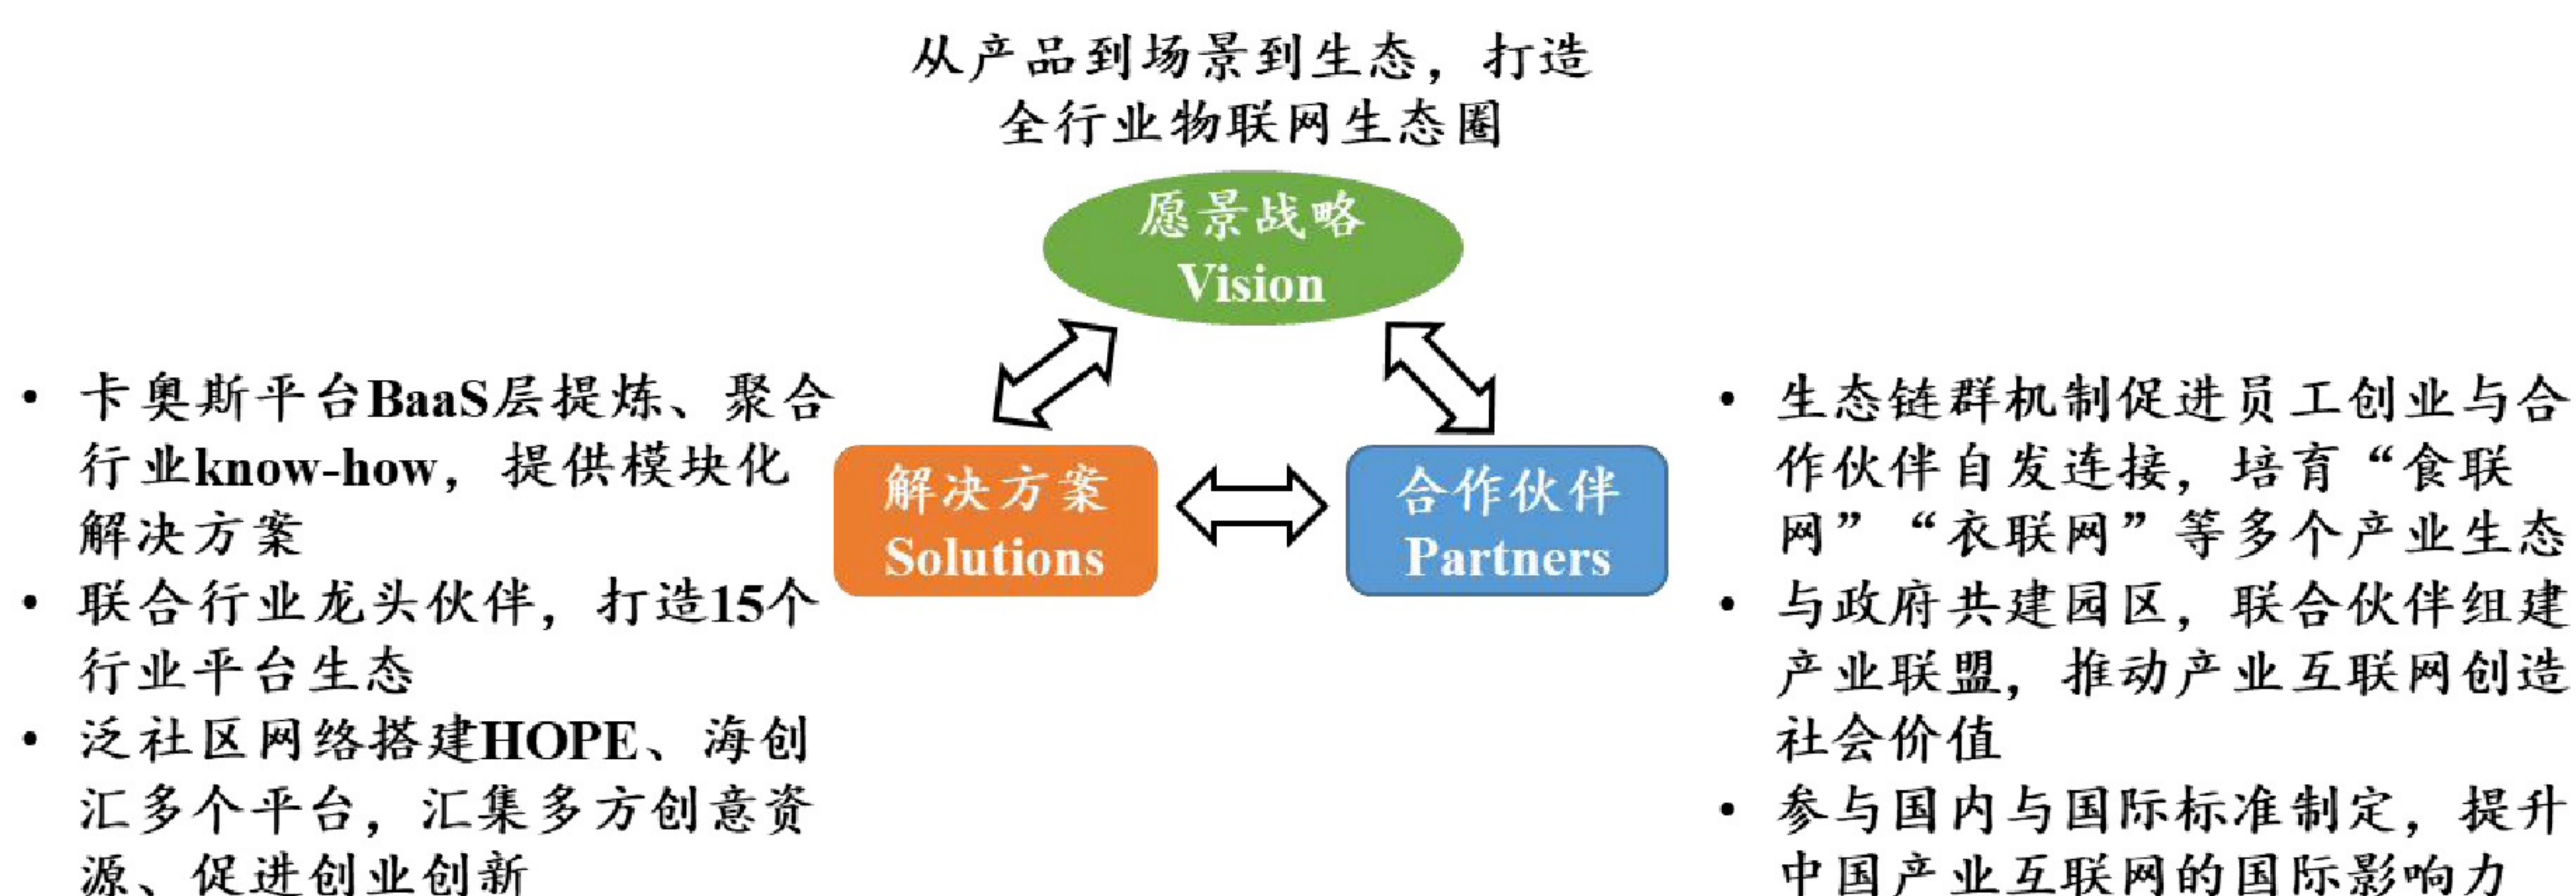 从产品到场景到生态，打造
全行业物联网生态圈
愿景战略
Vision
• 卡奥斯平台BaaS层提炼、聚合
行业know-how，提供模块化
解决方案
• 联合行业龙头伙伴，打造15个
行业平台生态
• 泛社区网络搭建HOPE、海创
汇多个平台，汇集多方创意资
源、促进创业创新
解决方案
Solutions
合作伙伴
Partners
• 生态链群机制促进员工创业与合
作伙伴自发连接，培育“食联
网”“衣联网”等多个产业生态
• 与政府共建园区，联合伙伴组建
产业联盟，推动产业互联网创造
社会价值
• 参与国内与国际标准制定，提升
中国产业互联网的国际影响力